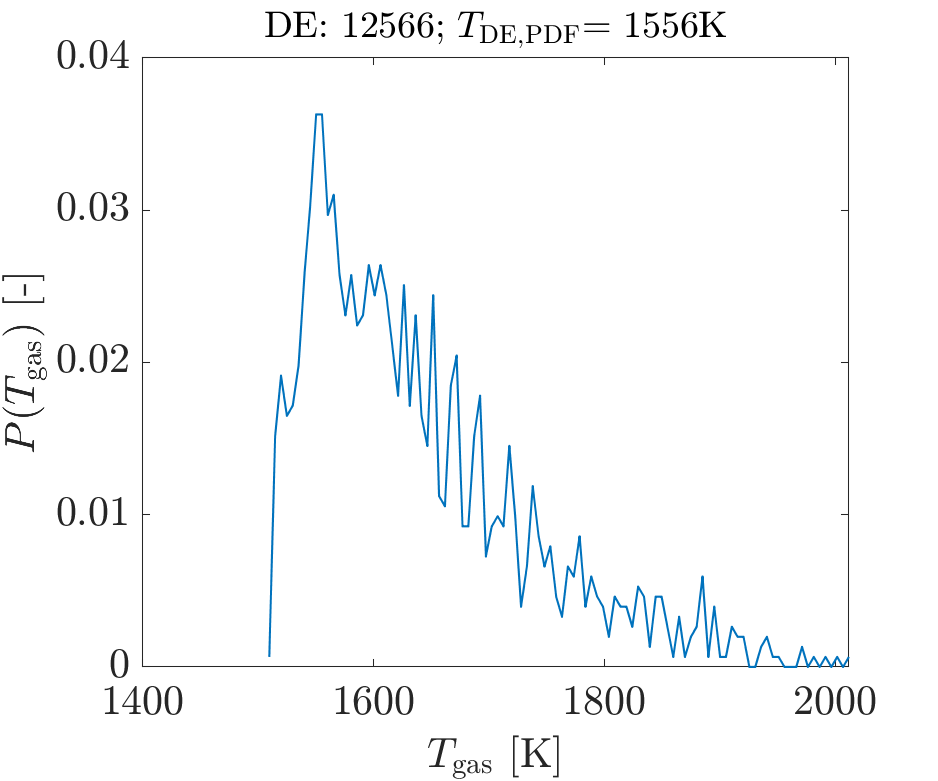 DE: 12566; T_DE,PDF= 1556K
0.04
0.03
0.02
0.01
0
P(T_gas) [-]
1400 1600 1800 2000
T_gas [K]